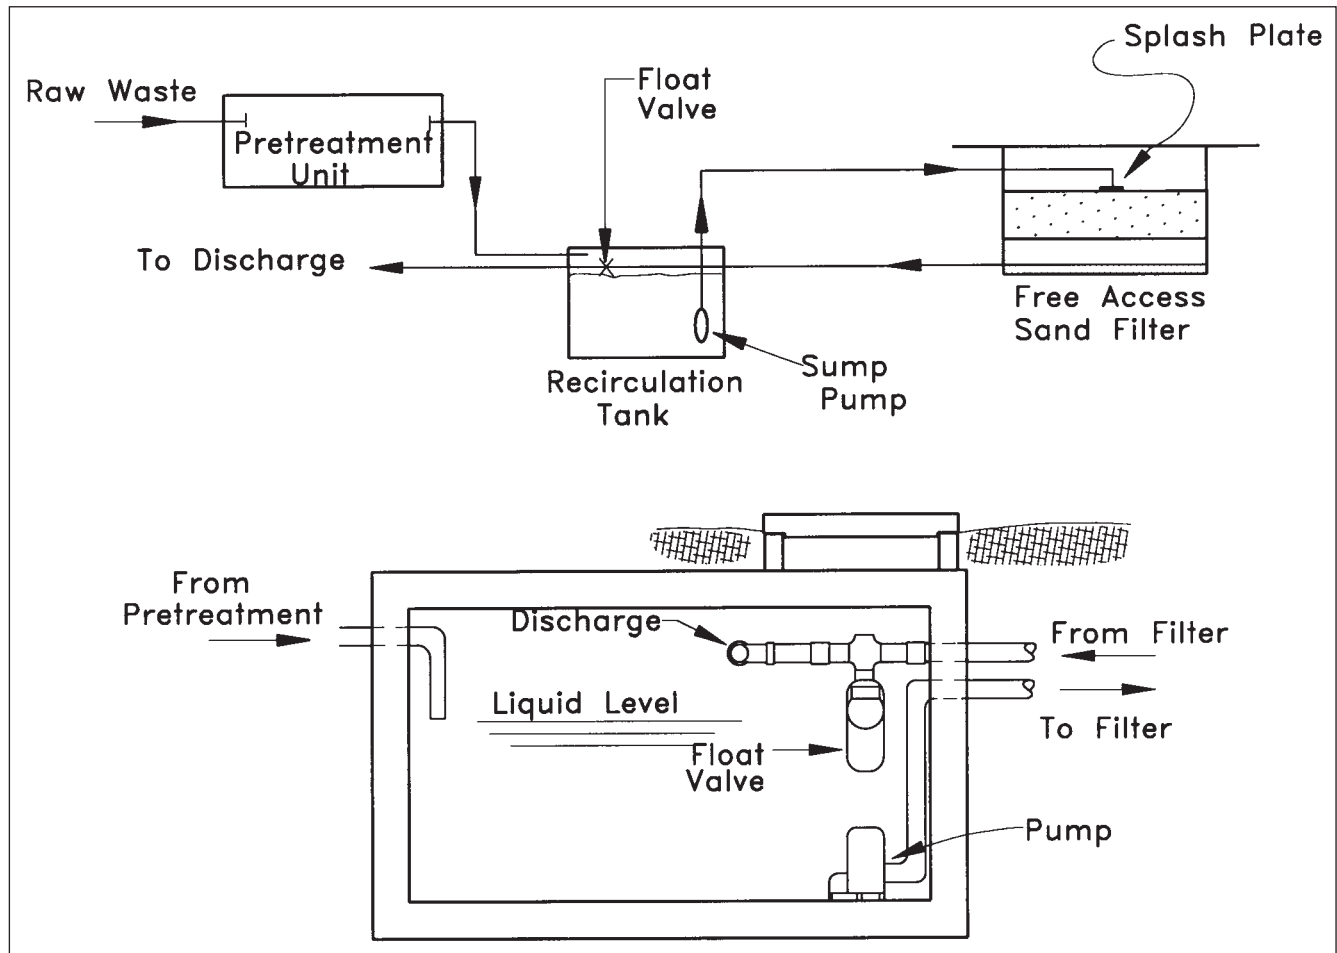 Splash Plate
Raw Waste
Float
Valve
Pretreatment
Unit
To Discharge
Free Access
Sand Filter
Sump
Pump
Recirculation
Tank
From
Pretreatment
Discharge
From Filter
Liquid Level
To Filter
Float
Valve
Pump